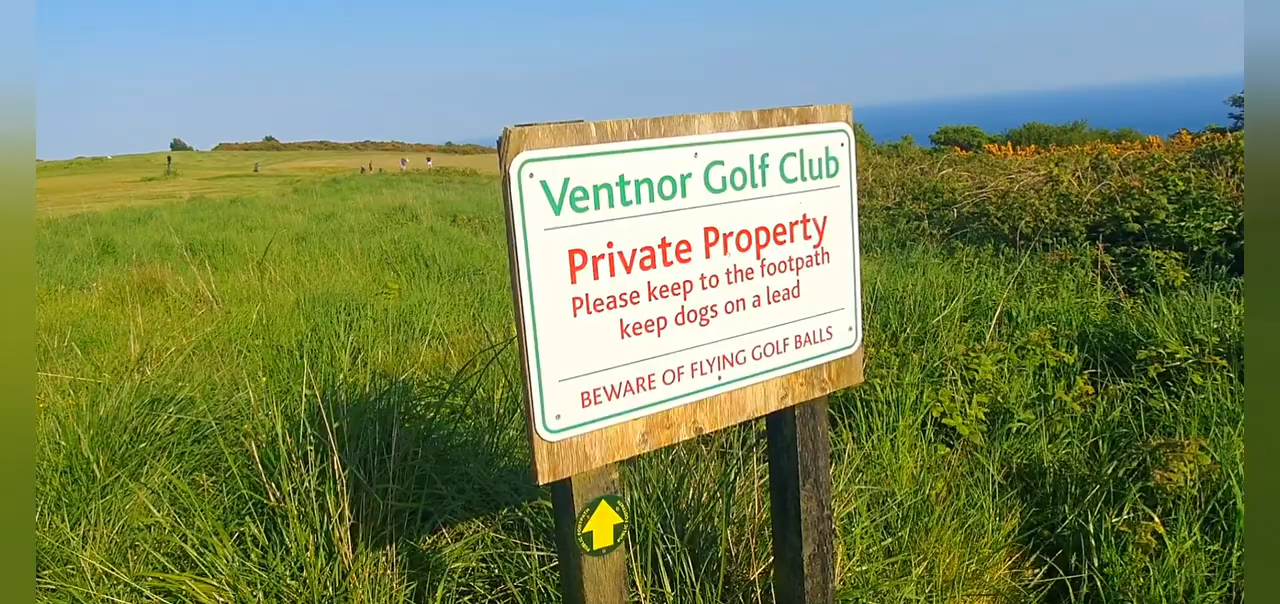 Ventnor Golf Club
Private Property
Please keep to the footpath
keep dogs on a lead
BEWARE OF FLYING GOLF BALLS